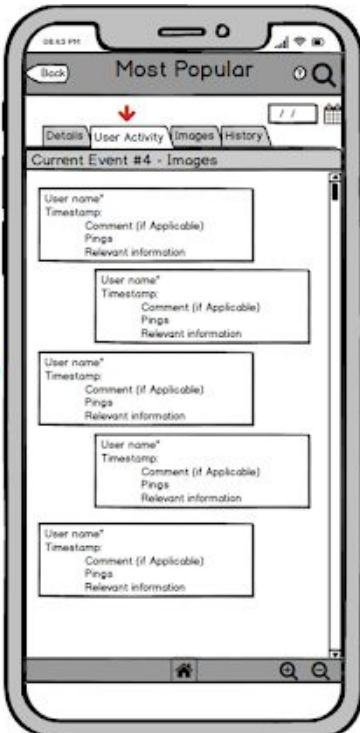 08:53 PM
Back
Most Popular
?
/ /
Details User Activity Images History
Current Event #4 - Images
User name*
Timestamp:
Comment (if Applicable)
Pings
Relevant information
User name*
Timestamp:
Comment (if Applicable)
Pings
Relevant information
User name*
Timestamp:
Comment (if Applicable)
Pings
Relevant information
User name*
Timestamp:
Comment (if Applicable)
Pings
Relevant information
User name*
Timestamp:
Comment (if Applicable)
Pings
Relevant information